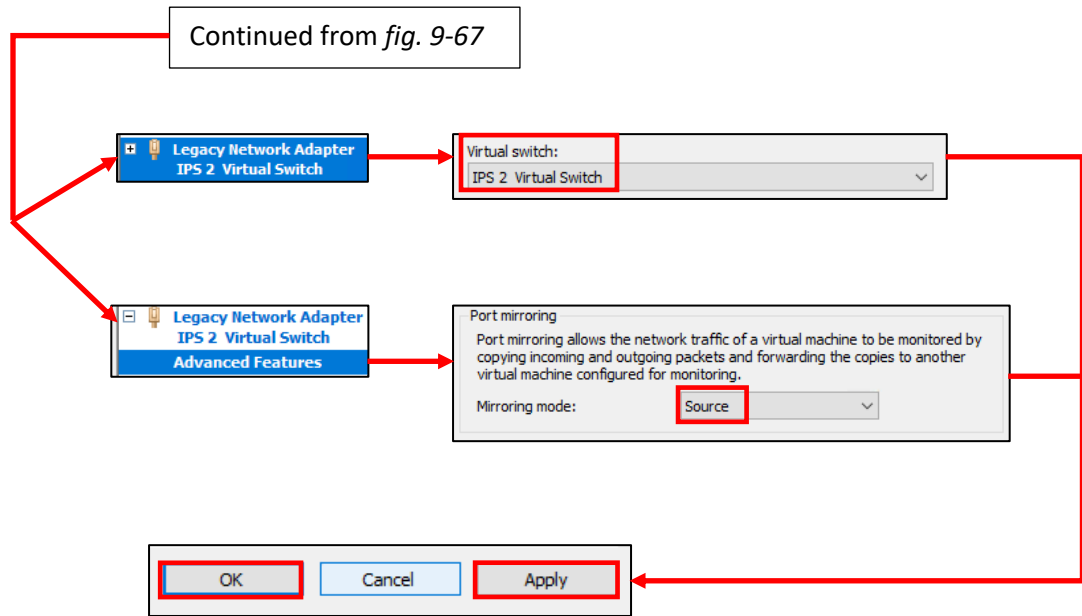 Continued from fig. 9-67
Legacy Network Adapter
IPS 2 Virtual Switch
Virtual switch:
IPS 2 Virtual Switch
Legacy Network Adapter
IPS 2 Virtual Switch
Advanced Features
Port mirroring
Port mirroring allows the network traffic of a virtual machine to be monitored by
copying incoming and outgoing packets and forwarding the copies to another
virtual machine configured for monitoring.
Mirroring mode: Source
OK Cancel Apply